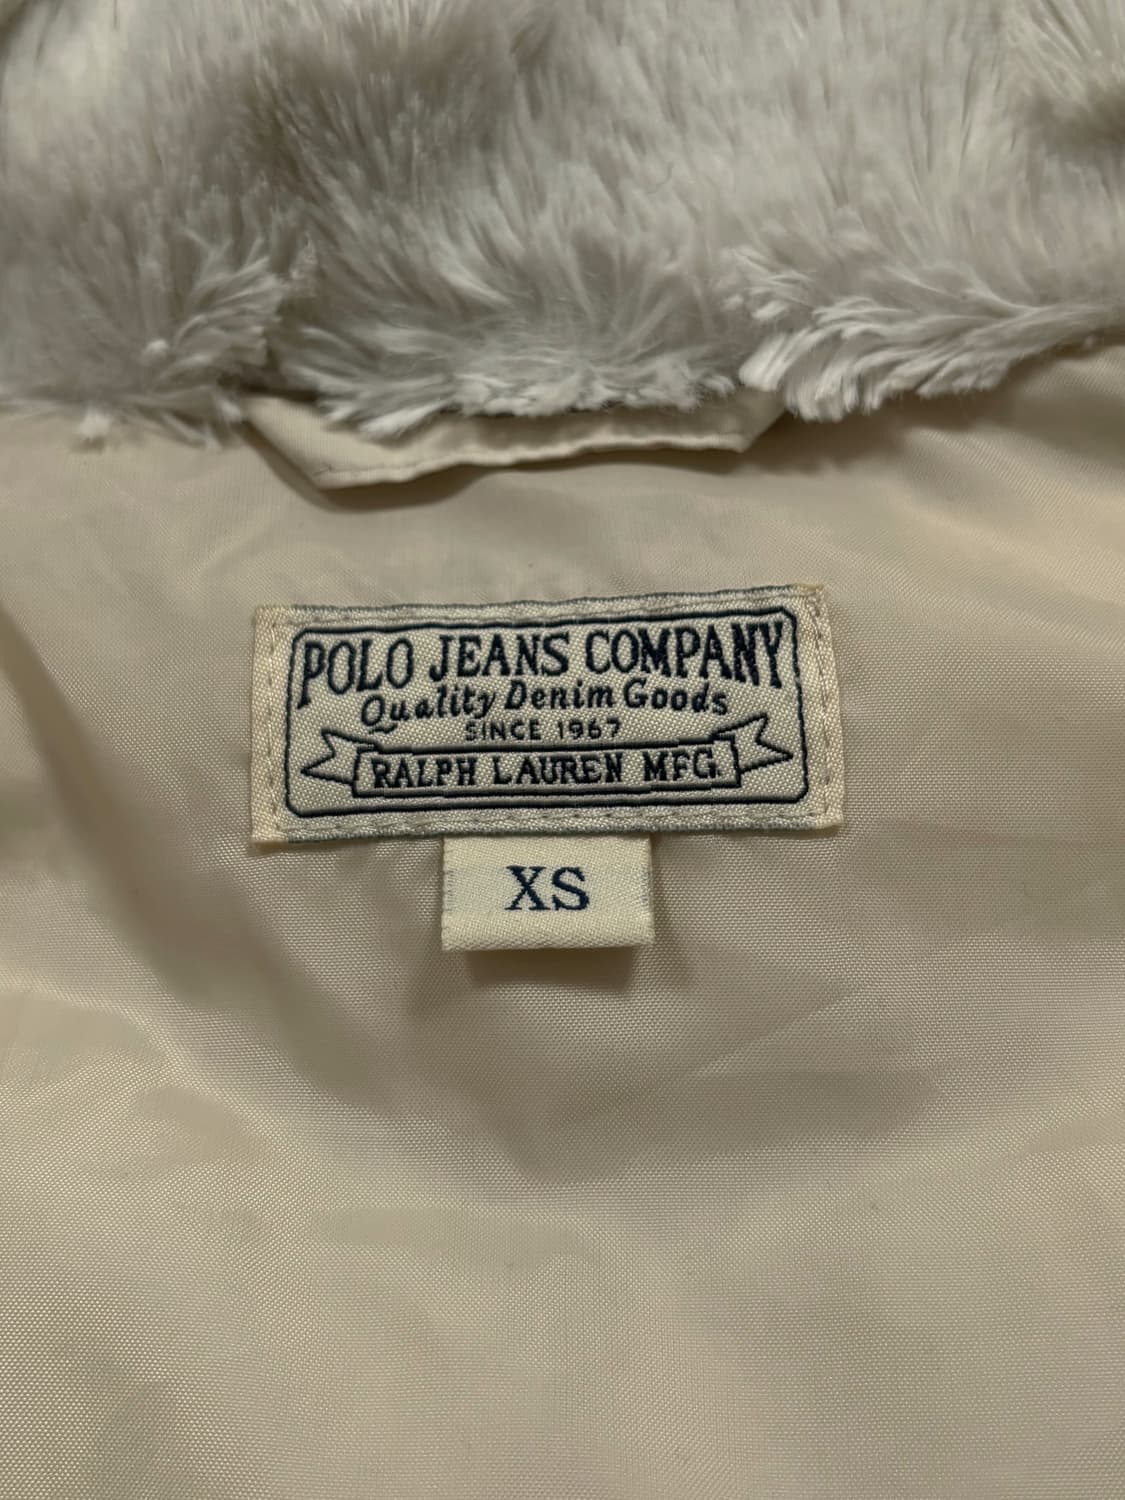 POLO JEANS COMPANY
Quality Denim Goods
SINCE 1967
RALPH LAUREN MFG.
XS